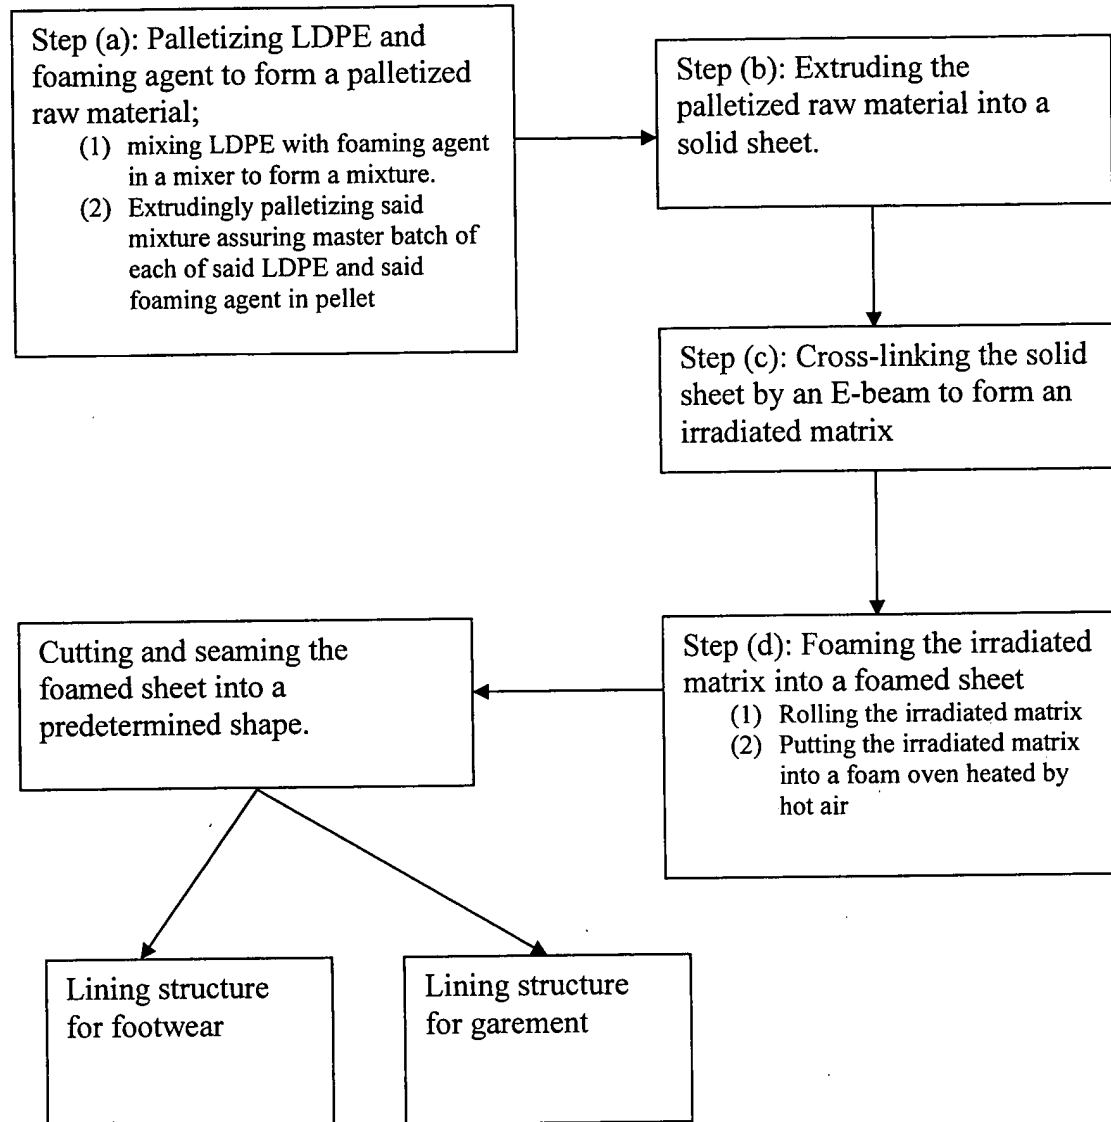 Step (a): Palletizing LDPE and
foaming agent to form a palletized
raw material;
(1) mixing LDPE with foaming agent
in a mixer to form a mixture.
(2) Extrudingly palletizing said
mixture assuring master batch of
each of said LDPE and said
foaming agent in pellet
Step (b): Extruding the
palletized raw material into a
solid sheet.
Step (c): Cross-linking the solid
sheet by an E-beam to form an
irradiated matrix
Step (d): Foaming the irradiated
matrix into a foamed sheet
(1) Rolling the irradiated matrix
(2) Putting the irradiated matrix
into a foam oven heated by
hot air
Cutting and seaming the
foamed sheet into a
predetermined shape.
Lining structure
for footwear
Lining structure
for garement